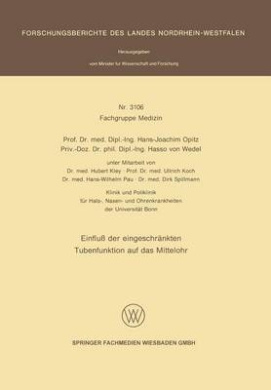 FORSCHUNGSBERICHTE DES LANDES NORDRHEIN-WESTFALEN
Herausgegeben
vom Minister für Wissenschaft und Forschung
Nr. 3106
Fachgruppe Medizin
Prof. Dr. med. Dipl.-Ing. Hans-Joachim Opitz
Priv.-Doz. Dr. phil. Dipl.-Ing. Hasso von Wedel
unter Mitarbeit von
Dr. med. Hubert Kley · Prof. Dr. med. Ullrich Koch
Dr. med. Hans-Wilhelm Pau · Dr. med. Dirk Spillmann
Klinik und Poliklinik
für Hals-, Nasen- und Ohrenkrankheiten
der Universität Bonn
Einfluß der eingeschränkten
Tubenfunktion auf das Mittelohr
SPRINGER FACHMEDIEN WIESBADEN GMBH